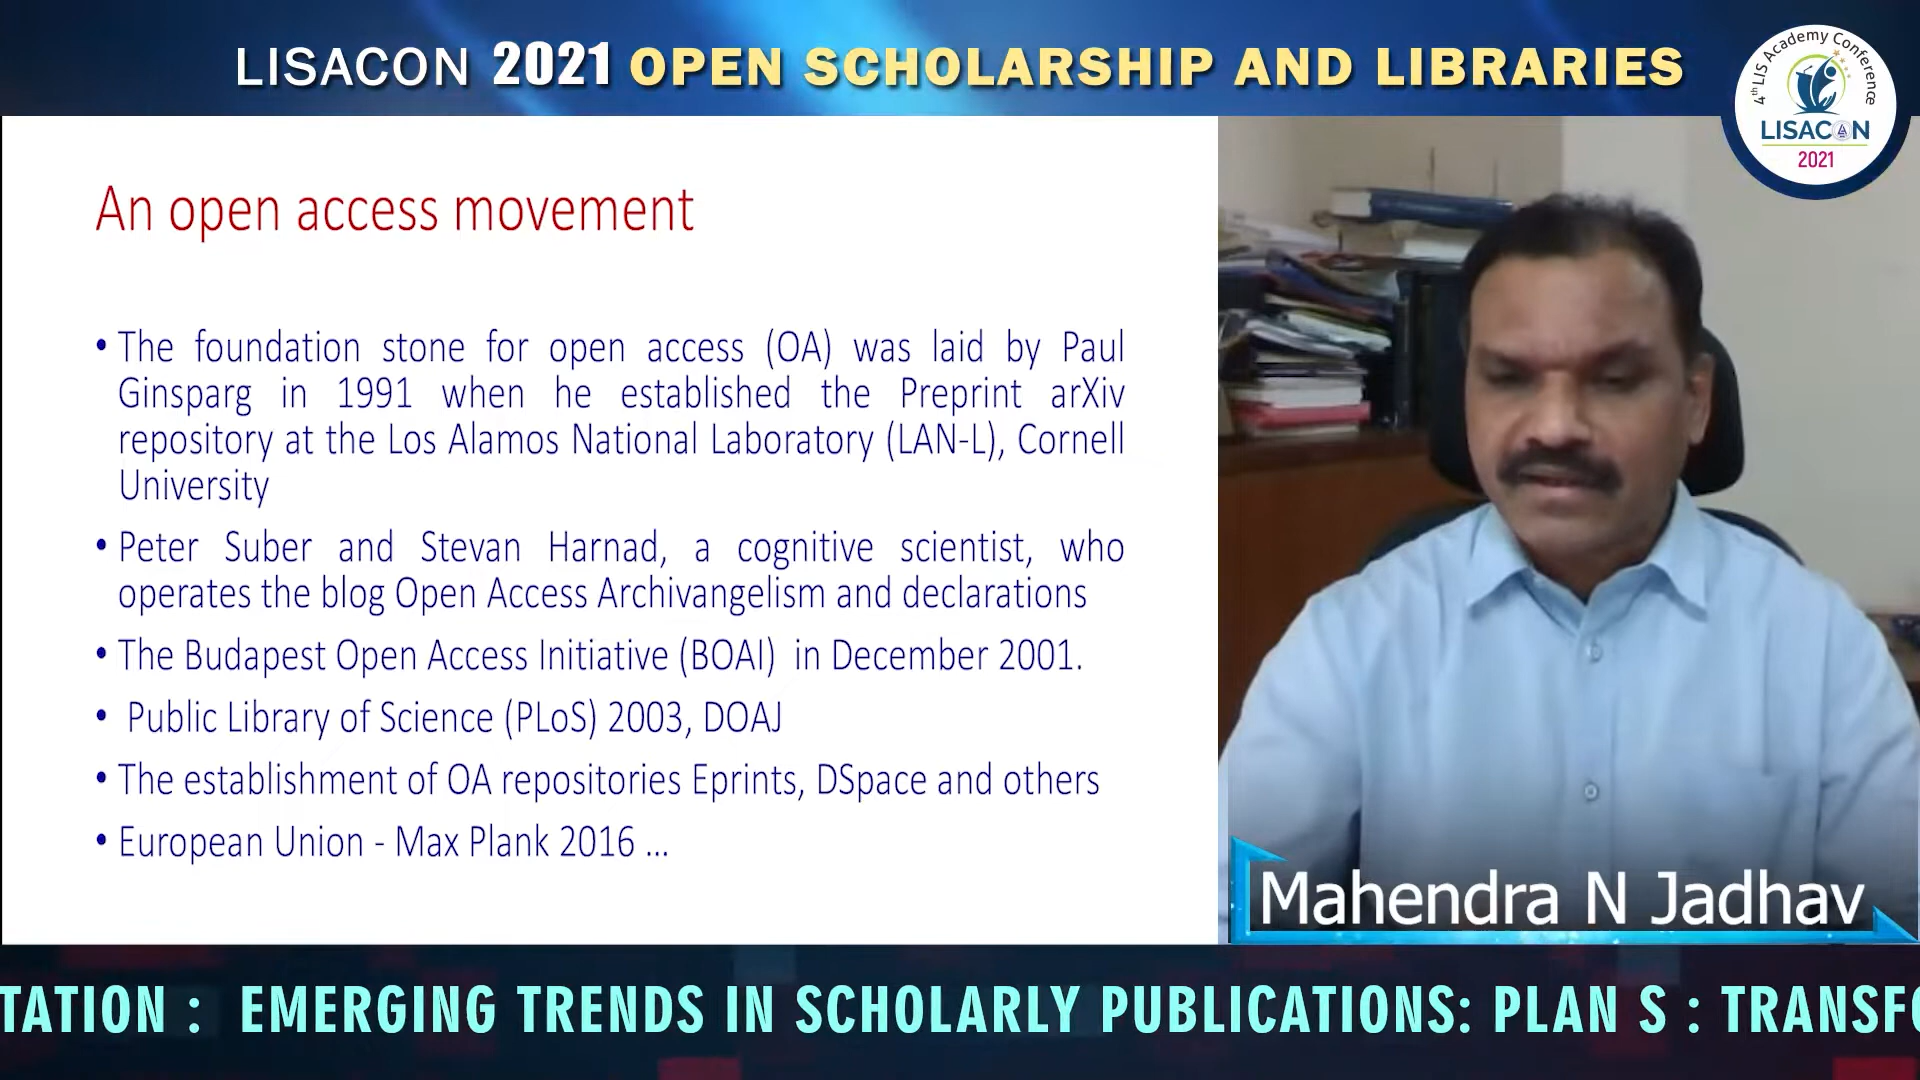 LISACON 2021 OPEN SCHOLARSHIP AND LIBRARIES
4th LIS Academy Conference
LISACON
2021
An open access movement
• The foundation stone for open access (OA) was laid by Paul
Ginsparg in 1991 when he established the Preprint arXiv
repository at the Los Alamos National Laboratory (LAN-L), Cornell
University
• Peter Suber and Stevan Harnad, a cognitive scientist, who
operates the blog Open Access Archivangelism and declarations
• The Budapest Open Access Initiative (BOAI) in December 2001.
• Public Library of Science (PLoS) 2003, DOAJ
• The establishment of OA repositories Eprints, DSpace and others
• European Union - Max Plank 2016 ...
Mahendra N Jadhav
TATION : EMERGING TRENDS IN SCHOLARLY PUBLICATIONS: PLAN S : TRANSFO